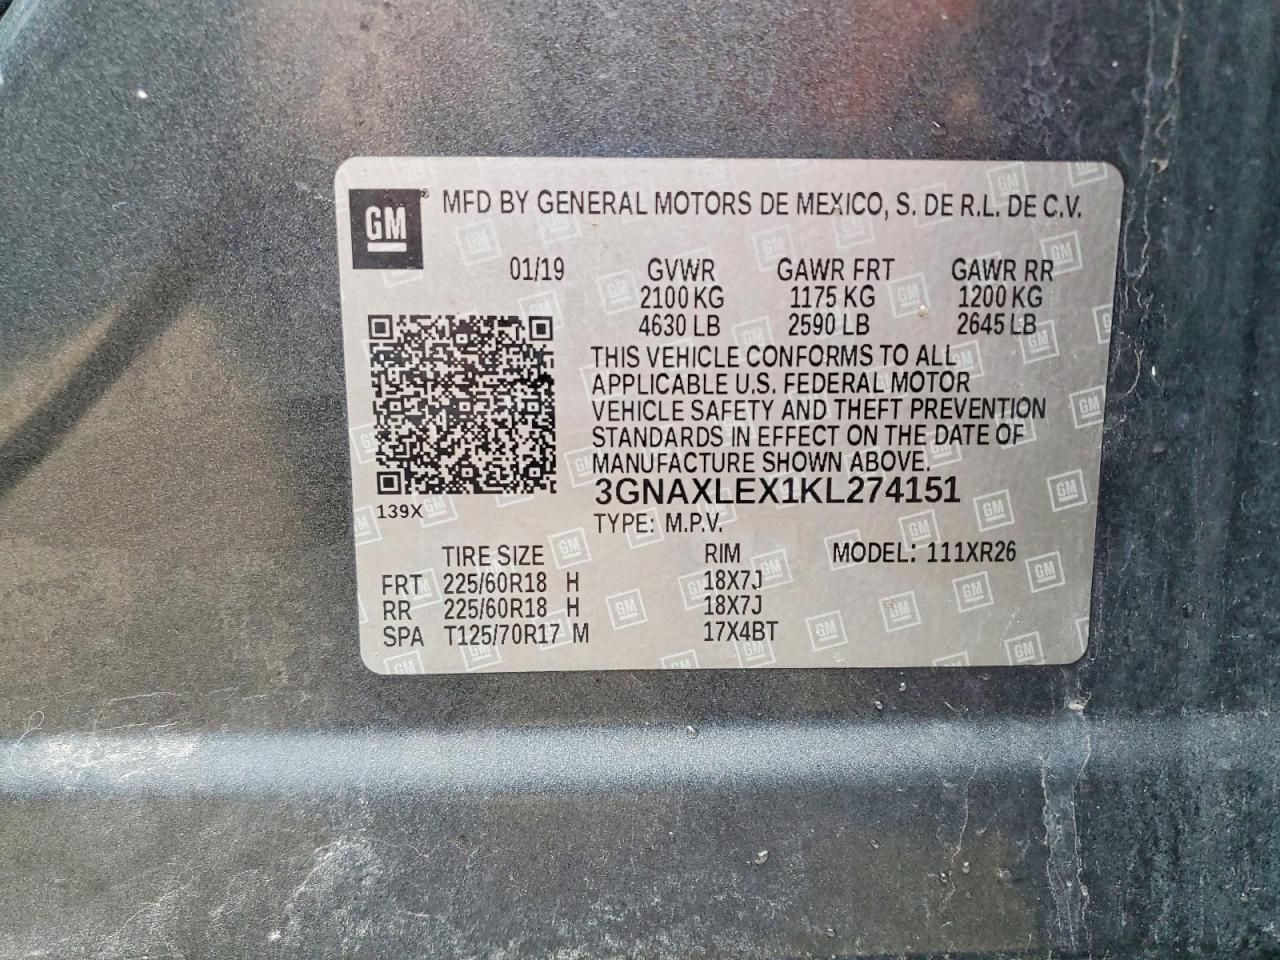 GM® MFD BY GENERAL MOTORS DE MEXICO, S. DE R.L. DE C.V.
01/19 GVWR GAWR FRT GAWR RR
2100 KG 1175 KG 1200 KG
4630 LB 2590 LB 2645 LB
THIS VEHICLE CONFORMS TO ALL
APPLICABLE U.S. FEDERAL MOTOR
VEHICLE SAFETY AND THEFT PREVENTION
STANDARDS IN EFFECT ON THE DATE OF
MANUFACTURE SHOWN ABOVE.
3GNAXLEX1KL274151
139X
TYPE: M.P.V.
TIRE SIZE RIM MODEL: 111XR26
FRT 225/60R18 H 18X7J
RR 225/60R18 H 18X7J
SPA T125/70R17 M 17X4BT